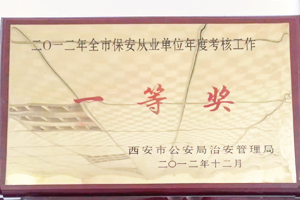 二〇一二年全市保安从业单位年度考核工作
一等奖
西安市公安局治安管理局
二〇一二年十二月